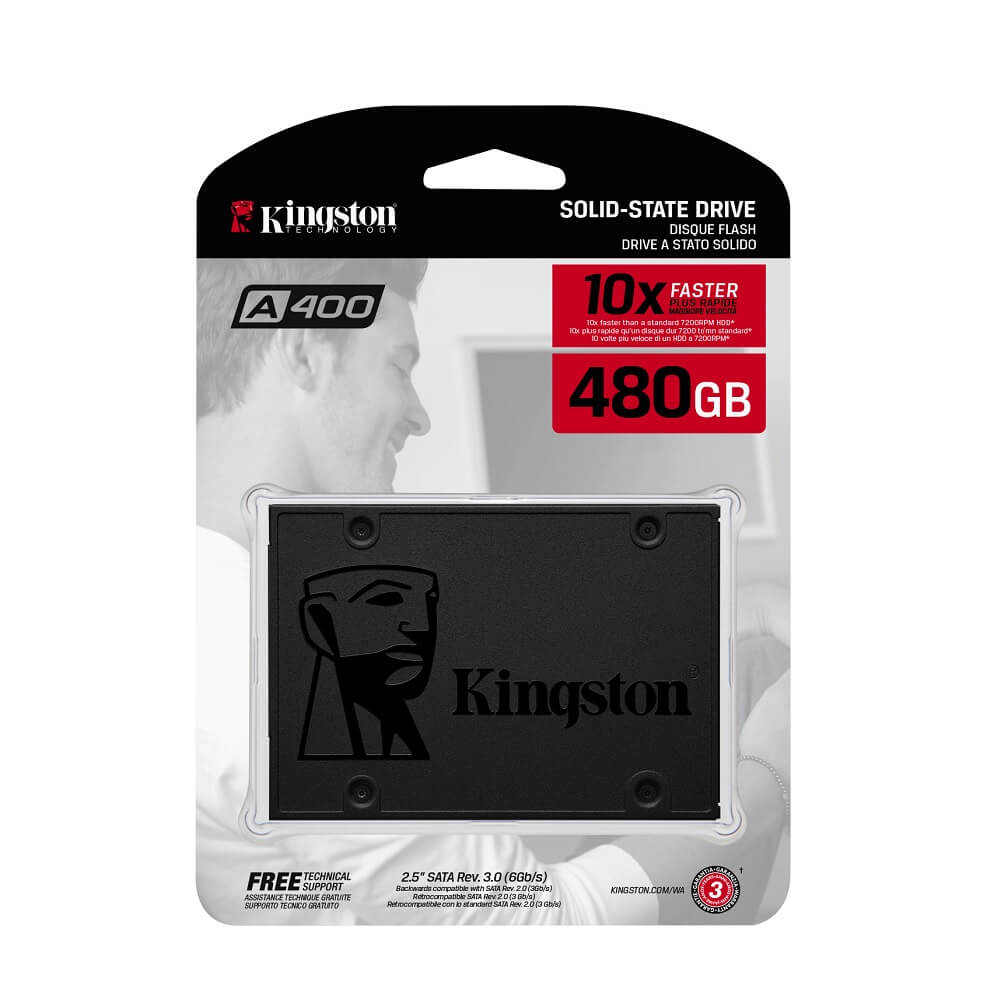 Kingston
TECHNOLOGY
SOLID-STATE DRIVE
DISQUE FLASH
DRIVE A STATO SOLIDO
A400
10x FASTER
PLUS RAPIDE
MAGGIORE VELOCITÀ
10x faster than a standard 7200RPM HDD*
10x plus rapide qu'un disque dur 7200 tr/mn standard*
10 volte più veloce di un HDD a 7200RPM*
480GB
Kingston
FREE TECHNICAL SUPPORT
ASSISTANCE TECHNIQUE GRATUITE
SUPPORTO TECNICO GRATUITO
2.5" SATA Rev. 3.0 (6Gb/s)
Backwards compatible with SATA Rev. 2.0 (3Gb/s)
Rétrocompatible SATA Rev. 2.0 (3 Gb/s)
Retrocompatibile con lo standard SATA Rev. 2.0 (3 Gb/s)
KINGSTON.COM/WA
3